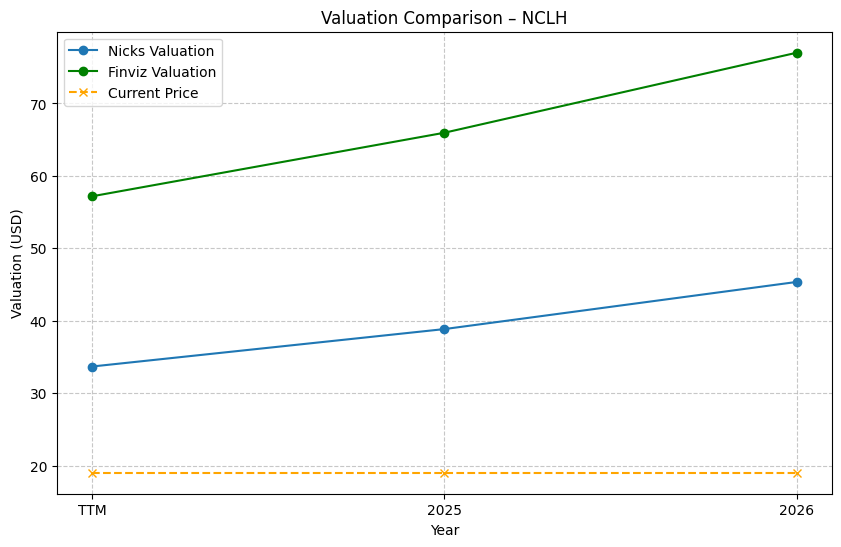 Valuation Comparison – NCLH
Nicks Valuation
Finviz Valuation
Current Price
Valuation (USD)
70
60
50
40
30
20
TTM
2025
2026
Year